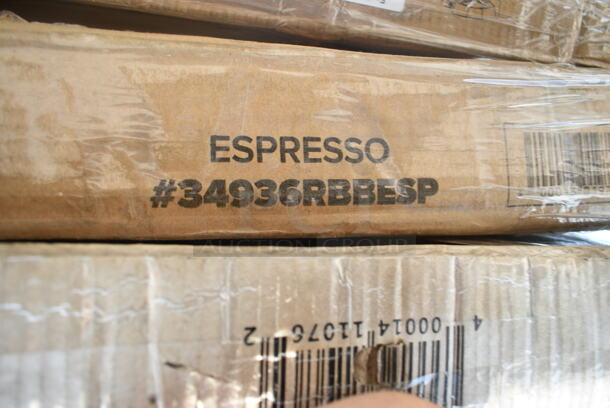 ESPRESSO
#34936RBBESP
AUCTION GROUP
4 00014 11076 2